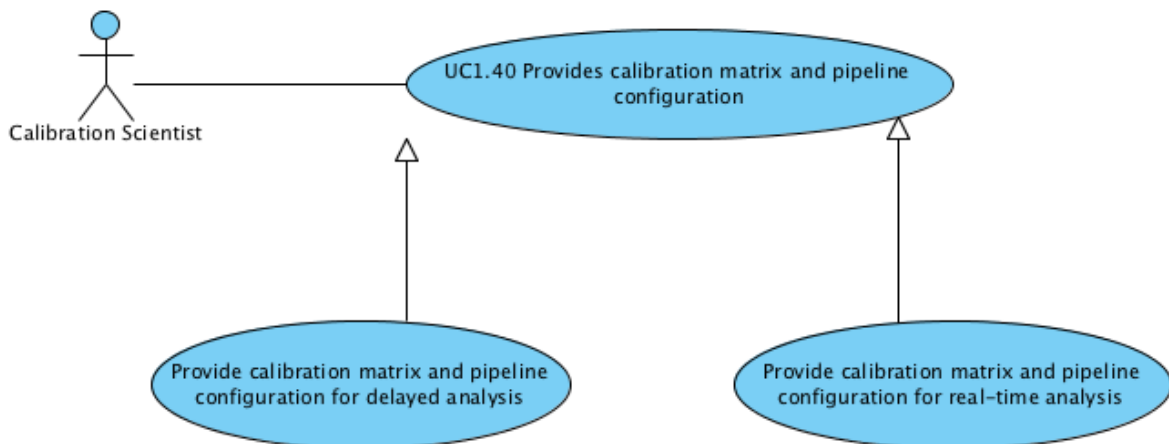 UC1.40 Provides calibration matrix and pipeline
configuration
Calibration Scientist
Provide calibration matrix and pipeline
configuration for delayed analysis
Provide calibration matrix and pipeline
configuration for real-time analysis